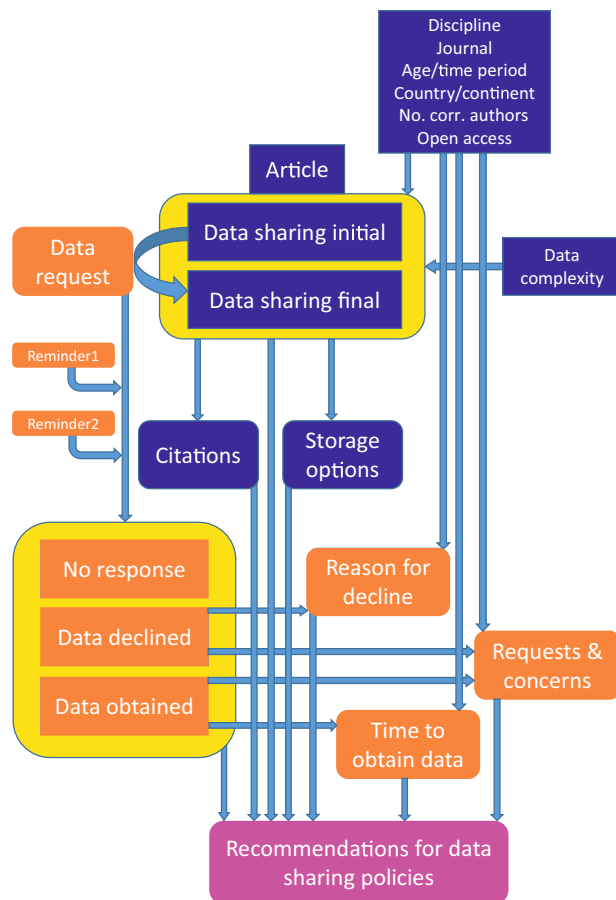 Discipline
Journal
Age/time period
Country/continent
No. corr. authors
Open access
Article
Data sharing initial
Data
request
Data sharing final
Data
complexity
Reminder1
Reminder2
Citations
Storage
options
No response
Reason for
decline
Data declined
Requests &
concerns
Data obtained
Time to
obtain data
Recommendations for data
sharing policies